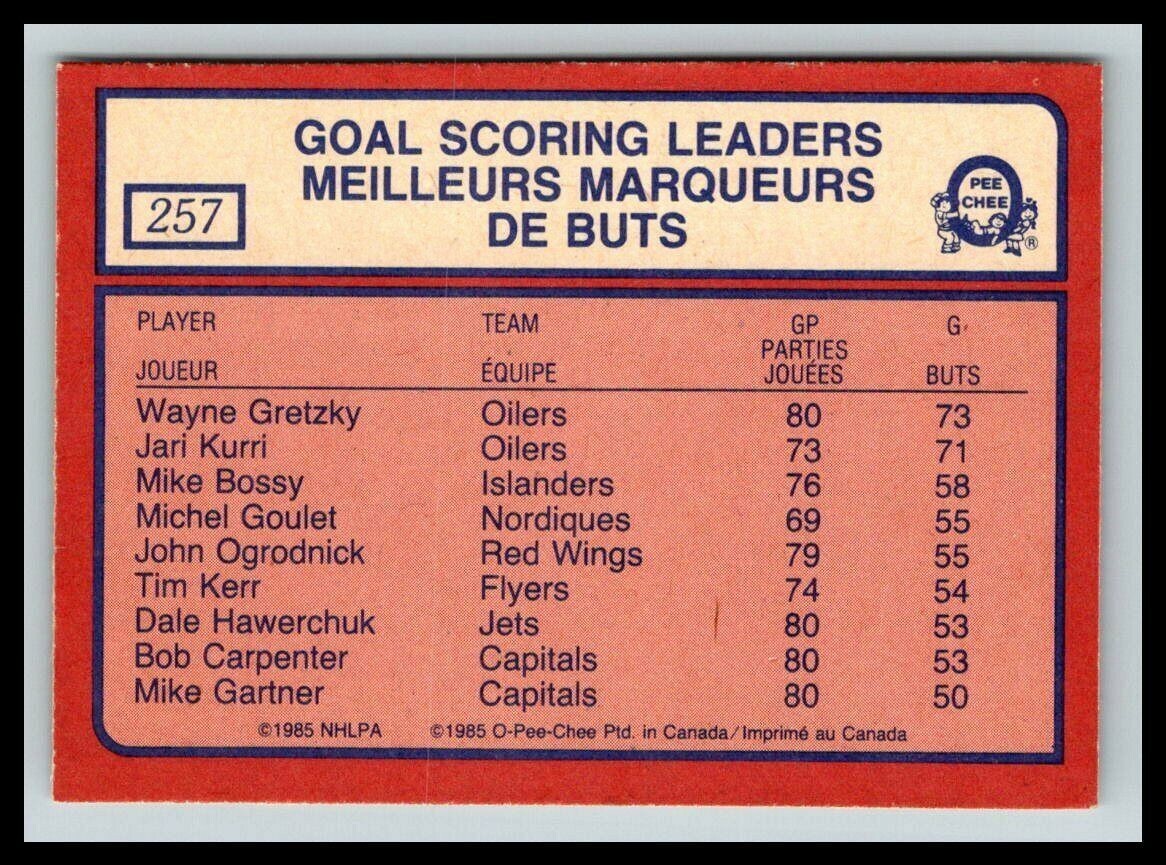 GOAL SCORING LEADERS
MEILLEURS MARQUEURS
DE BUTS
257
PEE
CHEE
®
PLAYER TEAM GP G
PARTIES
JOUEUR ÉQUIPE JOUÉES BUTS
Wayne Gretzky Oilers 80 73
Jari Kurri Oilers 73 71
Mike Bossy Islanders 76 58
Michel Goulet Nordiques 69 55
John Ogrodnick Red Wings 79 55
Tim Kerr Flyers 74 54
Dale Hawerchuk Jets 80 53
Bob Carpenter Capitals 80 53
Mike Gartner Capitals 80 50
©1985 NHLPA ©1985 O-Pee-Chee Ptd. in Canada/Imprimé au Canada